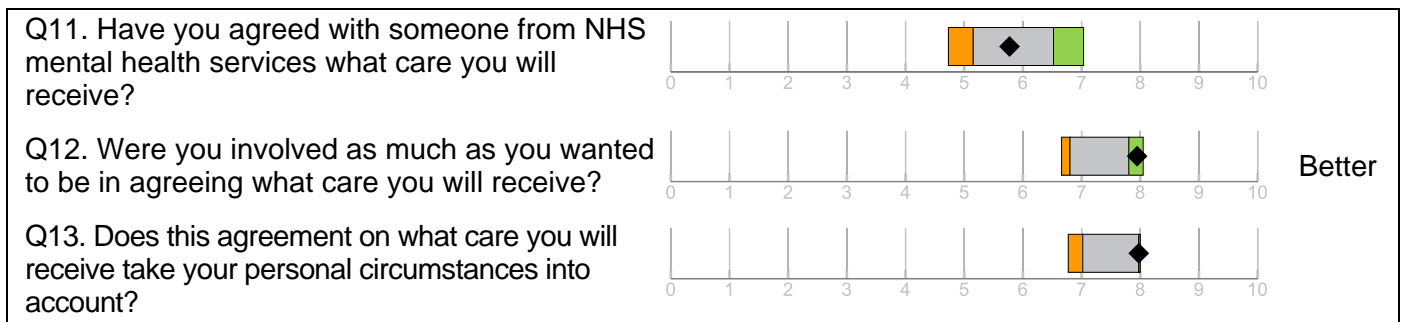 Q11. Have you agreed with someone from NHS
mental health services what care you will
receive?
0 1 2 3 4 5 6 7 8 9 10
Q12. Were you involved as much as you wanted
to be in agreeing what care you will receive?
0 1 2 3 4 5 6 7 8 9 10
Better
Q13. Does this agreement on what care you will
receive take your personal circumstances into
account?
0 1 2 3 4 5 6 7 8 9 10